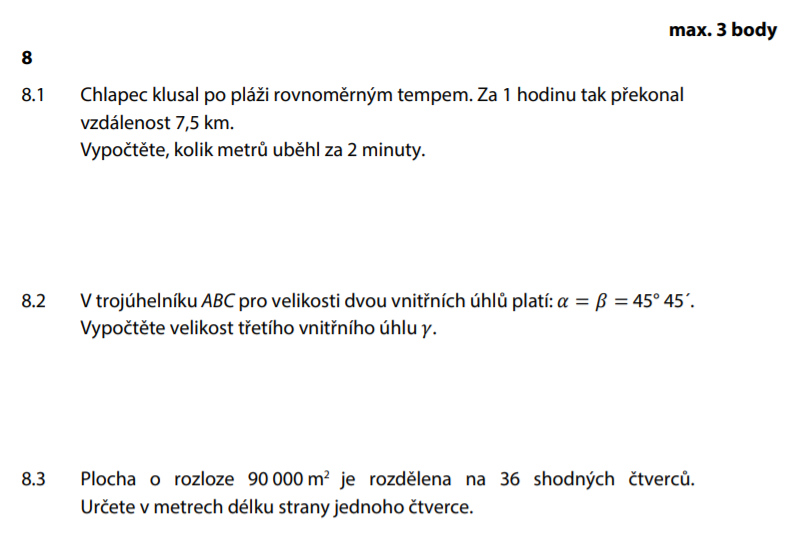 max. 3 body
8
8.1 Chlapec klusal po pláži rovnoměrným tempem. Za 1 hodinu tak překonal
vzdálenost 7,5 km.
Vypočtěte, kolik metrů uběhl za 2 minuty.
8.2 V trojúhelníku ABC pro velikosti dvou vnitřních úhlů platí: α = β = 45° 45´.
Vypočtěte velikost třetího vnitřního úhlu γ.
8.3 Plocha o rozloze 90 000 m² je rozdělena na 36 shodných čtverců.
Určete v metrech délku strany jednoho čtverce.